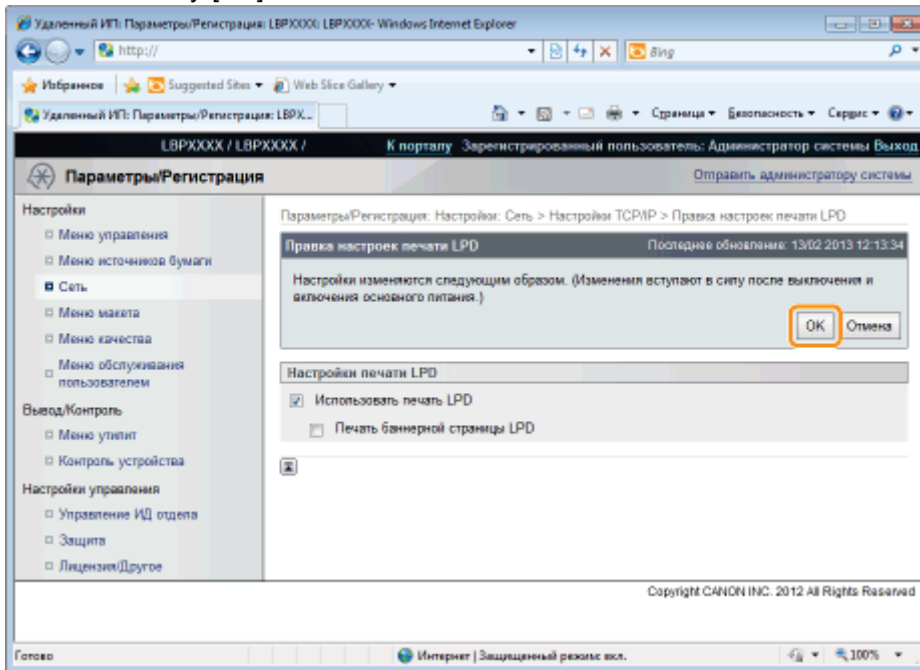 Удаленный ИП: Параметры/Регистрация: LBPXXXX: LBPXXXX- Windows Internet Explorer
http://
Bing
Избранное Suggested Sites Web Slice Gallery
Удаленный ИП: Параметры/Регистрация: LBPX...
Страница Безопасность Сервис
LBPXXXX / LBPXXXX / К порталу Зарегистрированный пользователь: Администратор системы Выход
Параметры/Регистрация Отправить администратору системы
Настройки
Меню управления
Меню источников бумаги
Сеть
Меню макета
Меню качества
Меню обслуживания
пользователем
Вывод/Контроль
Меню утилит
Контроль устройства
Настройки управления
Управление ИД отдела
Защита
Лицензия/Другое
Параметры/Регистрация: Настройки: Сеть > Настройки TCP/IP > Правка настроек печати LPD
Правка настроек печати LPD Последнее обновление: 13/02 2013 12:13:34
Настройки изменяются следующим образом. (Изменения вступают в силу после выключения и
включения основного питания.)
OK Отмена
Настройки печати LPD
Использовать печать LPD
Печать баннерной страницы LPD
Copyright CANON INC. 2012 All Rights Reserved
Готово Интернет | Защищенный режим: вкл. 100%